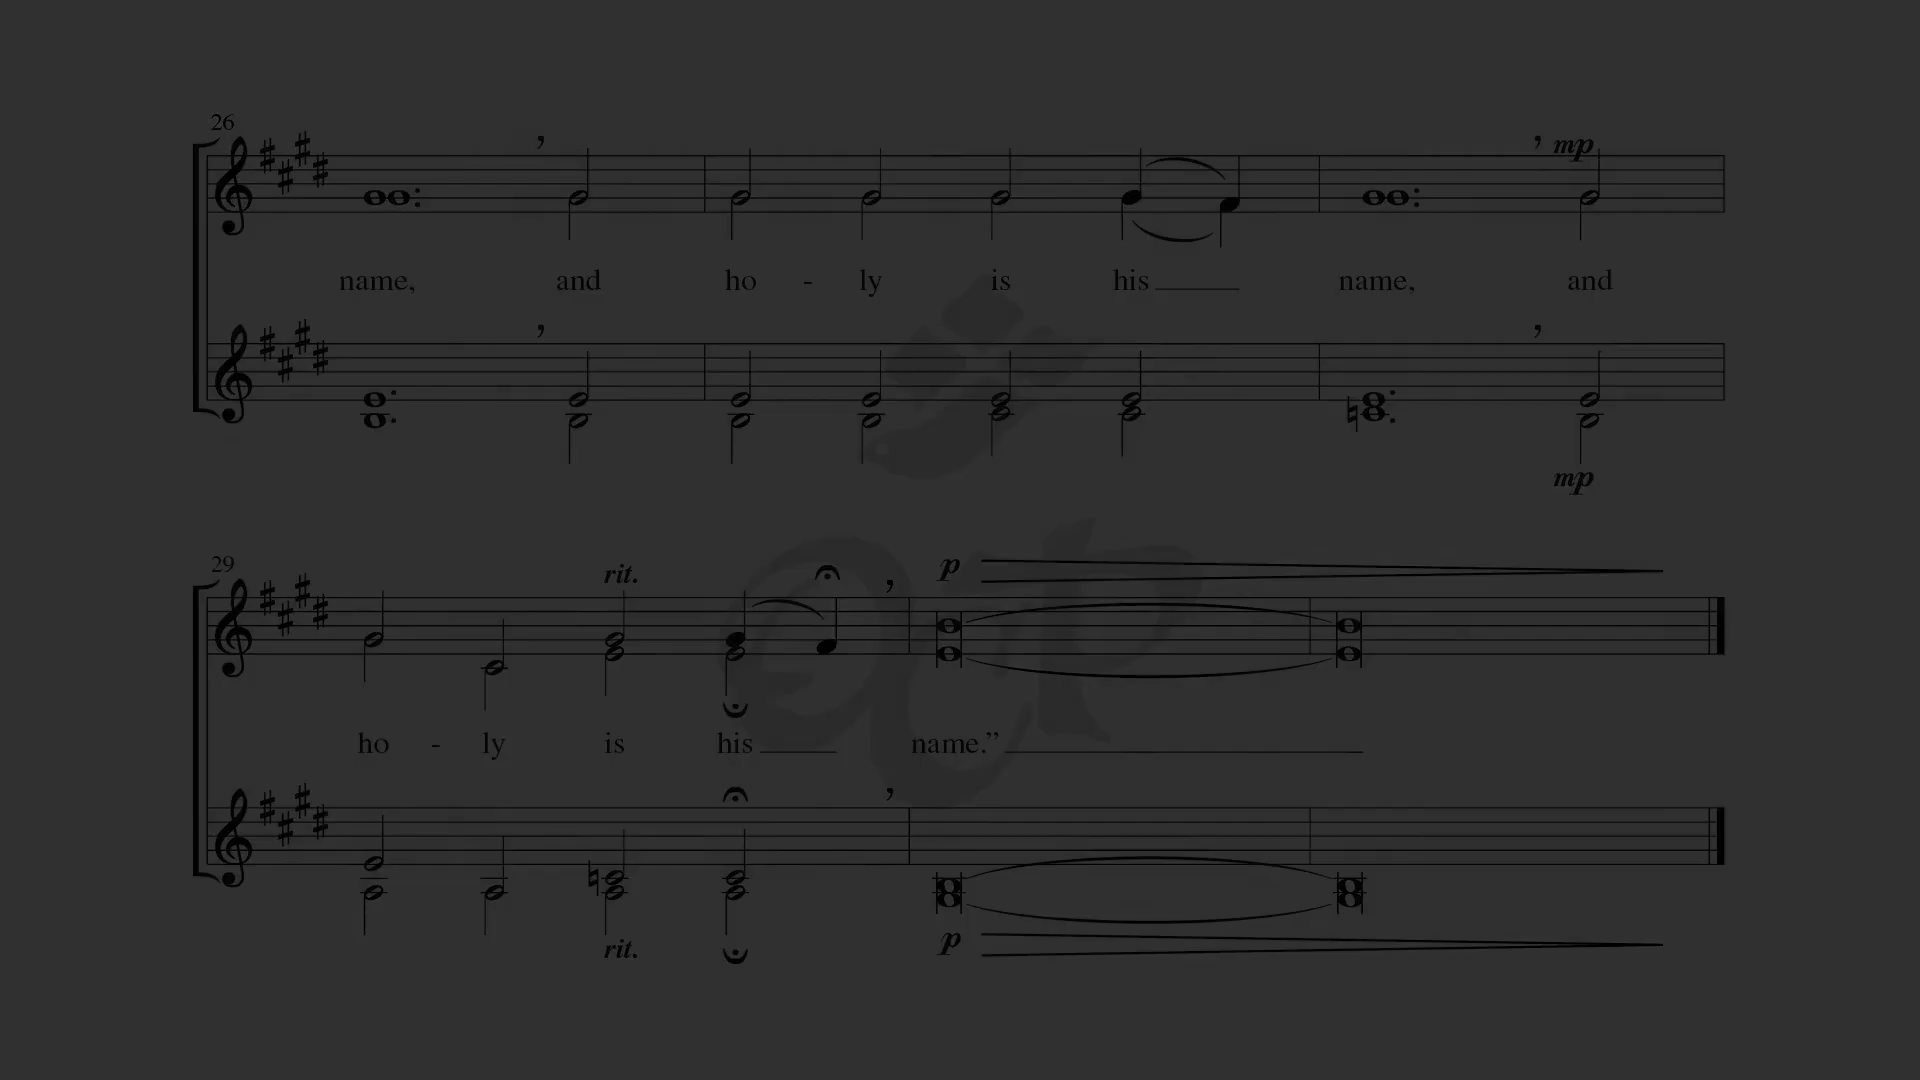 26
mp
name, and ho - ly is his name, and
mp
29
rit.
p
ho - ly is his name.”
rit.
p